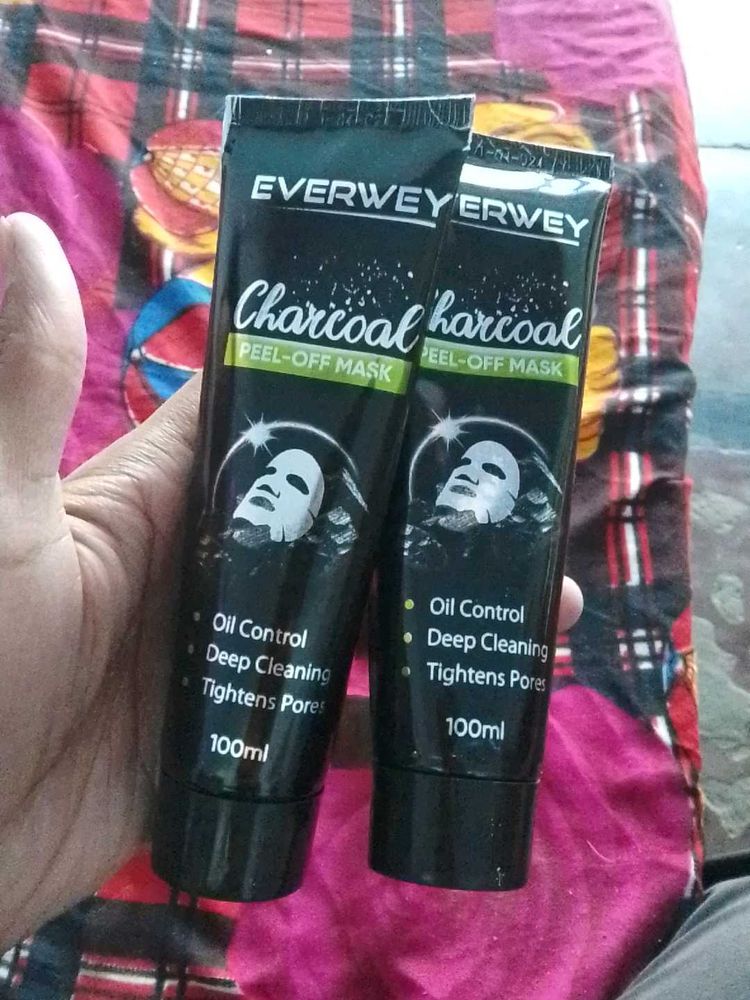 EVERWEY
Charcoal
PEEL-OFF MASK
Oil Control
Deep Cleaning
Tightens Pores
100ml
ERWEY
harcoal
PEEL-OFF MASK
Oil Control
Deep Cleaning
Tightens Pores
100ml